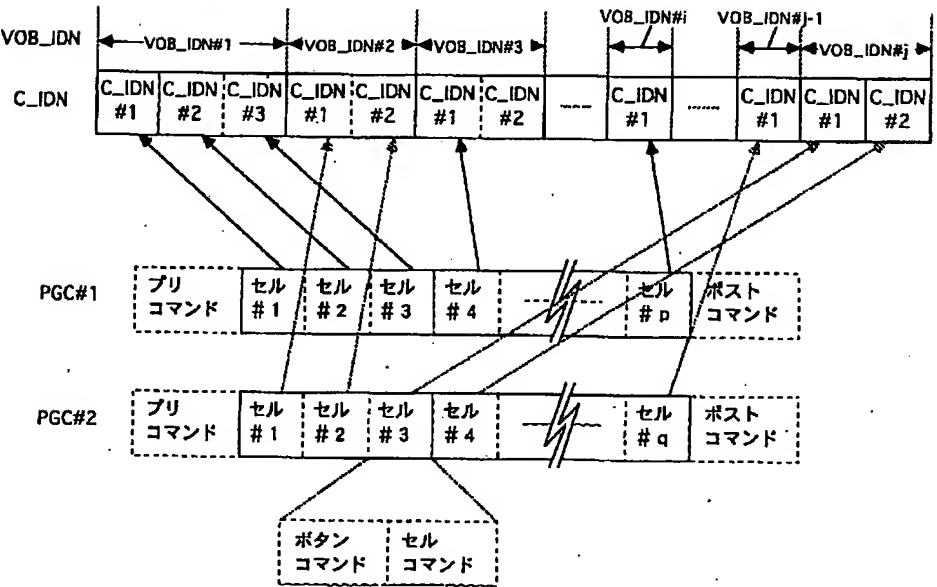 VOB_IDN#i VOB_IDN#j-1
VOB_IDN VOB_IDN#1 VOB_IDN#2 VOB_IDN#3 VOB_IDN#j
C_IDN C_IDN #1 C_IDN #2 C_IDN #3 C_IDN #1 C_IDN #2 C_IDN #1 C_IDN #2 C_IDN #1 C_IDN #1 C_IDN #1 C_IDN #2
PGC#1 プリ コマンド セル #1 セル #2 セル #3 セル #4 セル #p ポスト コマンド
PGC#2 プリ コマンド セル #1 セル #2 セル #3 セル #4 セル #q ポスト コマンド
ボタン コマンド セル コマンド